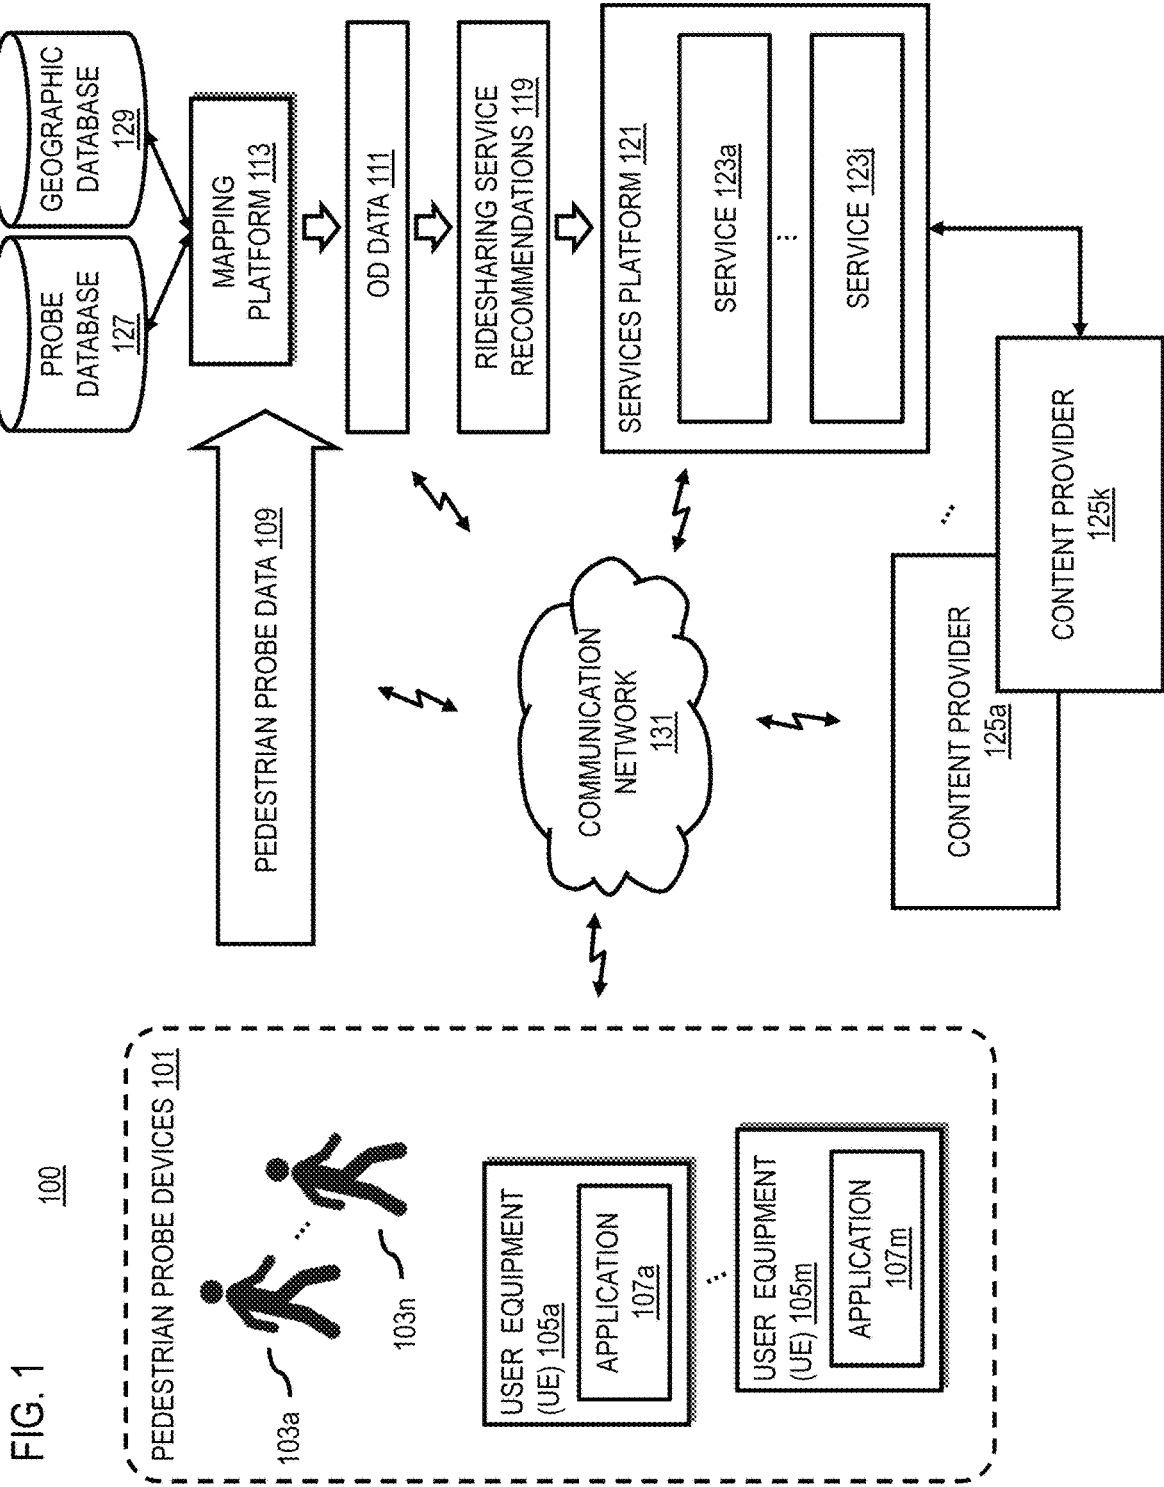 FIG. 1
100
PEDESTRIAN PROBE DEVICES 101
103a
103n
USER EQUIPMENT
(UE) 105a
APPLICATION
107a
...
USER EQUIPMENT
(UE) 105m
APPLICATION
107m
PEDESTRIAN PROBE DATA 109
COMMUNICATION
NETWORK
131
PROBE
DATABASE
127
GEOGRAPHIC
DATABASE
129
MAPPING
PLATFORM 113
OD DATA 111
RIDESHARING SERVICE
RECOMMENDATIONS 119
SERVICES PLATFORM 121
SERVICE 123a
...
SERVICE 123j
CONTENT PROVIDER
125a
...
CONTENT PROVIDER
125k